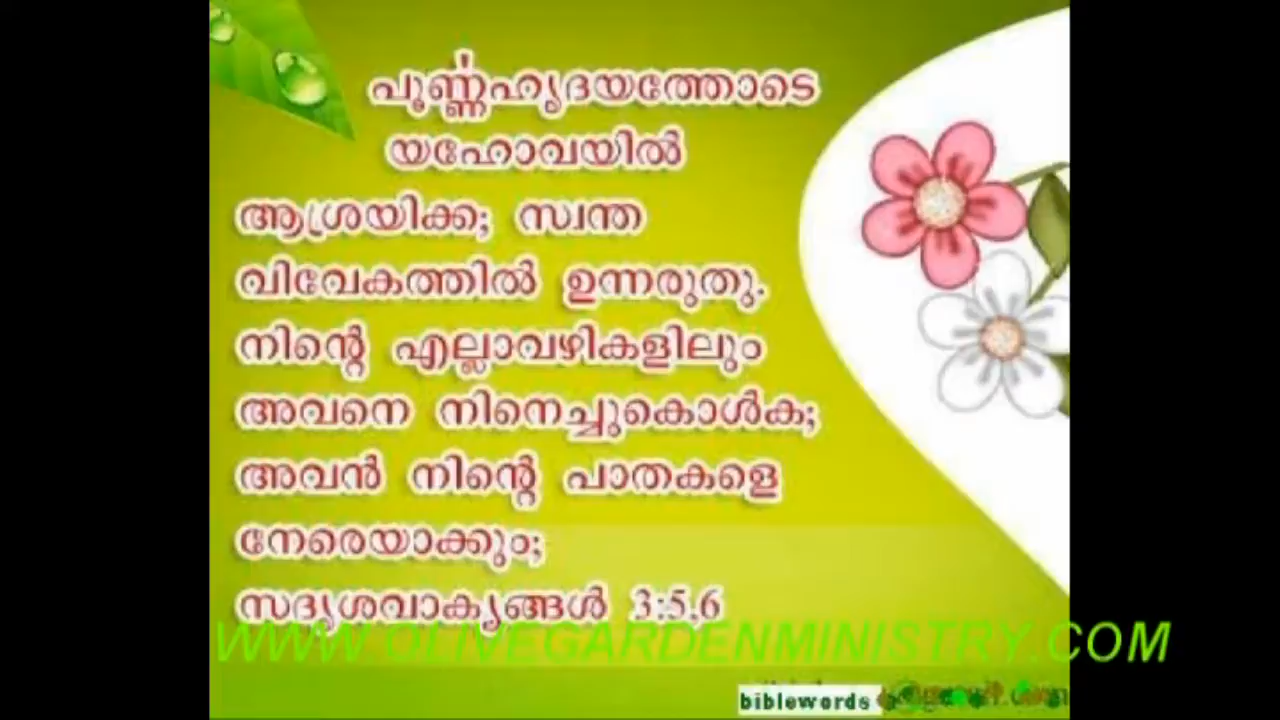 പൂൎണ്ണഹൃദയത്തോടെ
യഹോവയിൽ
ആശ്രയിക്ക; സ്വന്ത
വിവേകത്തിൽ ഉന്നരുതു.
നിന്റെ എല്ലാവഴികളിലും
അവനെ നിനെച്ചുകൊൾക;
അവൻ നിന്റെ പാതകളെ
നേരെയാക്കും;
സദൃശവാക്യങ്ങൾ 3:5,6
WWW.OLIVEGARDENMINISTRY.COM
biblewords